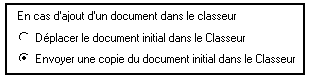 En cas d'ajout d'un document dans le classeur
Déplacer le document initial dans le Classeur
Envoyer une copie du document initial dans le Classeur